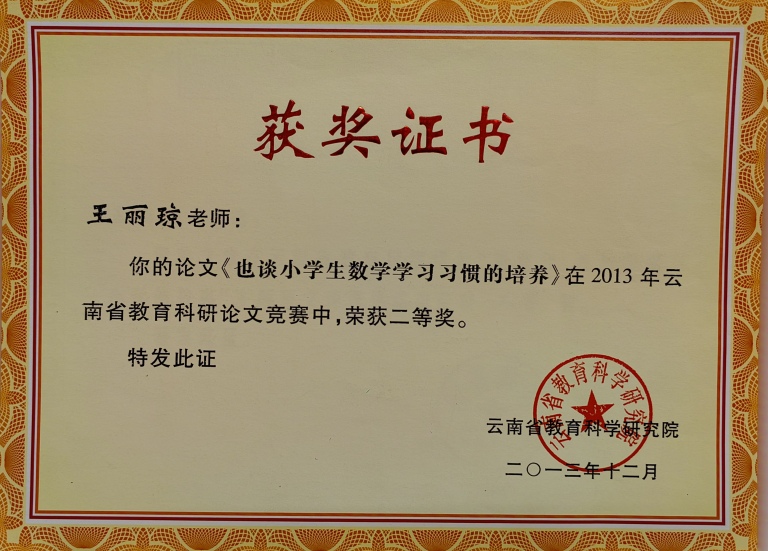 获奖证书
王丽琼老师：
你的论文《也谈小学生数学学习习惯的培养》在2013年云
南省教育科研论文竞赛中，荣获二等奖。
特发此证
云南省教育科学研究院
云南省教育科学研究院
二〇一三年十二月